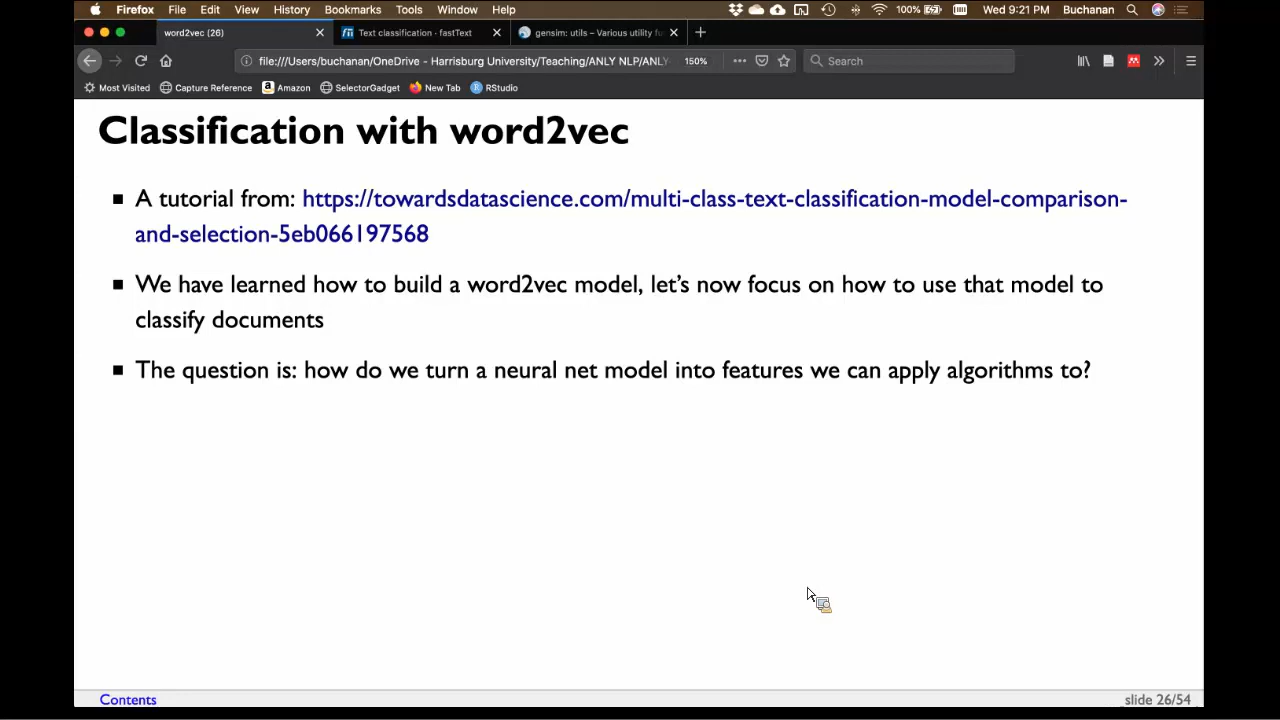 Firefox File Edit View History Bookmarks Tools Window Help 100% Wed 9:21 PM Buchanan
word2vec (26) Text classification · fastText gensim: utils – Various utility fu
file:///Users/buchanan/OneDrive - Harrisburg University/Teaching/ANLY NLP/ANLY 150% Search
Most Visited Capture Reference Amazon SelectorGadget New Tab RStudio
Classification with word2vec
A tutorial from: https://towardsdatascience.com/multi-class-text-classification-model-comparison-
and-selection-5eb066197568
We have learned how to build a word2vec model, let's now focus on how to use that model to
classify documents
The question is: how do we turn a neural net model into features we can apply algorithms to?
Contents slide 26/54